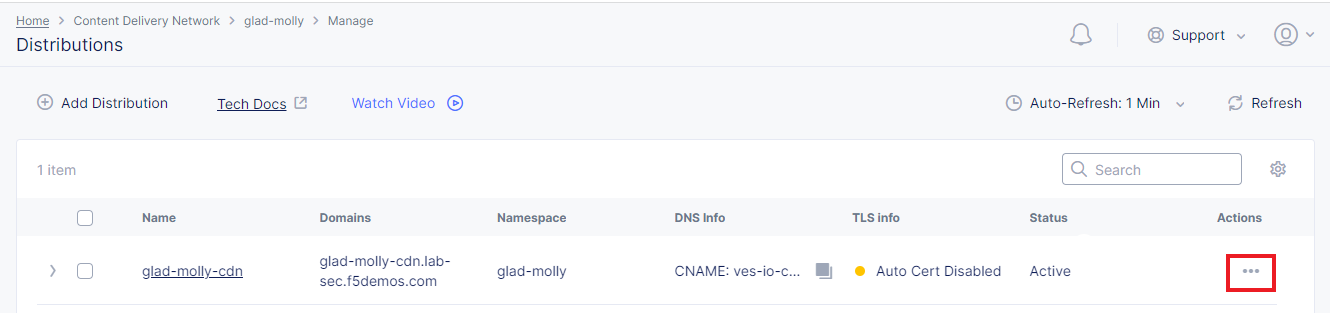 Home > Content Delivery Network > glad-molly > Manage
Distributions
Support
Add Distribution Tech Docs Watch Video Auto-Refresh: 1 Min Refresh
1 item Search
Name Domains Namespace DNS Info TLS info Status Actions
glad-molly-cdn glad-molly-cdn.lab- glad-molly CNAME: ves-io-c... Auto Cert Disabled Active
sec.f5demos.com